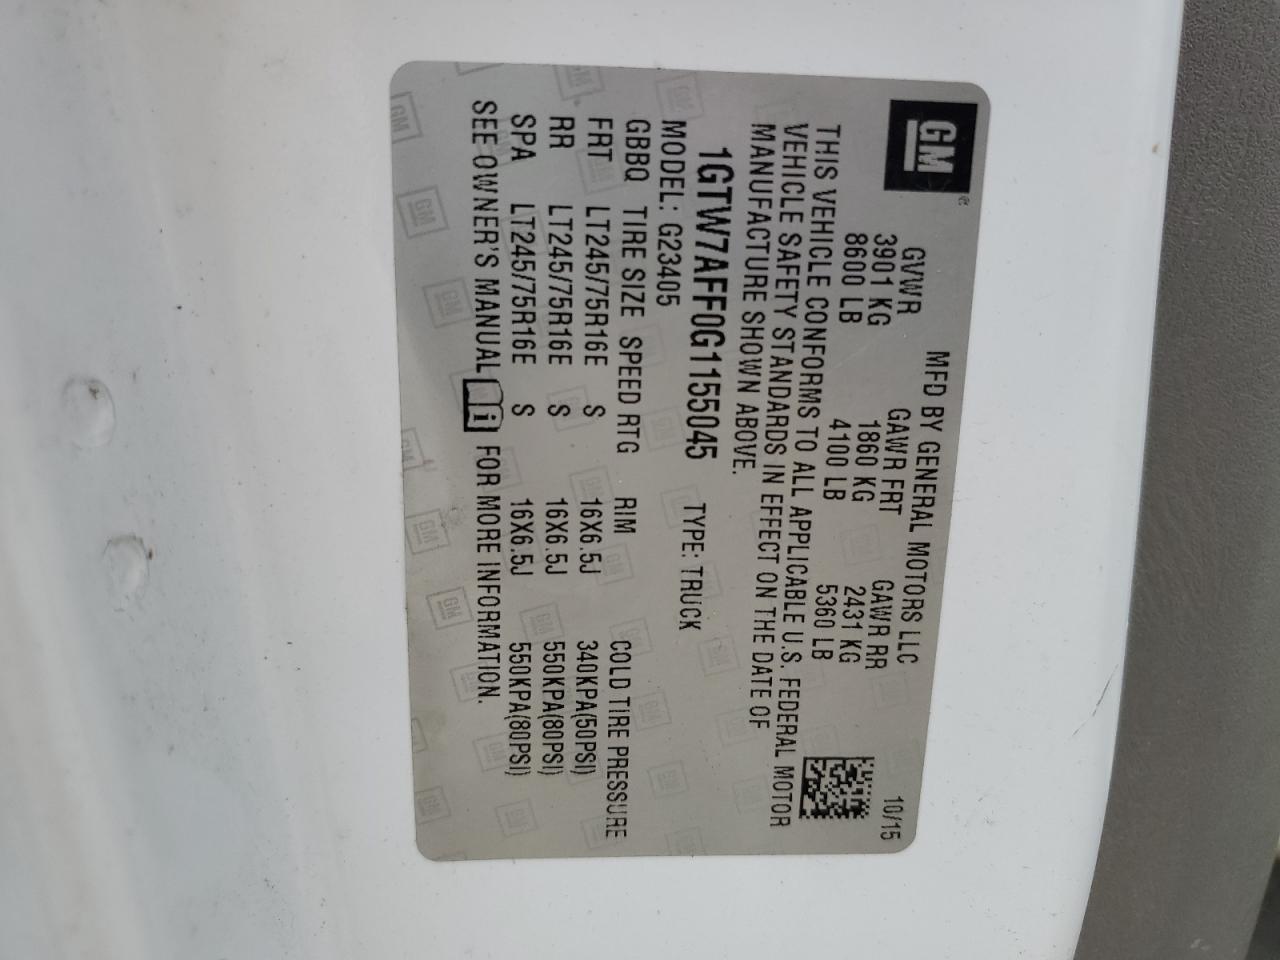 GM
MFD BY GENERAL MOTORS LLC 10/15
GVWR GAWR FRT GAWR RR
3901 KG 1860 KG 2431 KG
8600 LB 4100 LB 5360 LB
THIS VEHICLE CONFORMS TO ALL APPLICABLE U.S. FEDERAL MOTOR
VEHICLE SAFETY STANDARDS IN EFFECT ON THE DATE OF
MANUFACTURE SHOWN ABOVE.
1GTW7AFF0G1155045 TYPE: TRUCK
MODEL: G23405
GBBQ TIRE SIZE SPEED RTG RIM COLD TIRE PRESSURE
FRT LT245/75R16E S 16X6.5J 340KPA(50PSI)
RR LT245/75R16E S 16X6.5J 550KPA(80PSI)
SPA LT245/75R16E S 16X6.5J 550KPA(80PSI)
SEE OWNER'S MANUAL i FOR MORE INFORMATION.